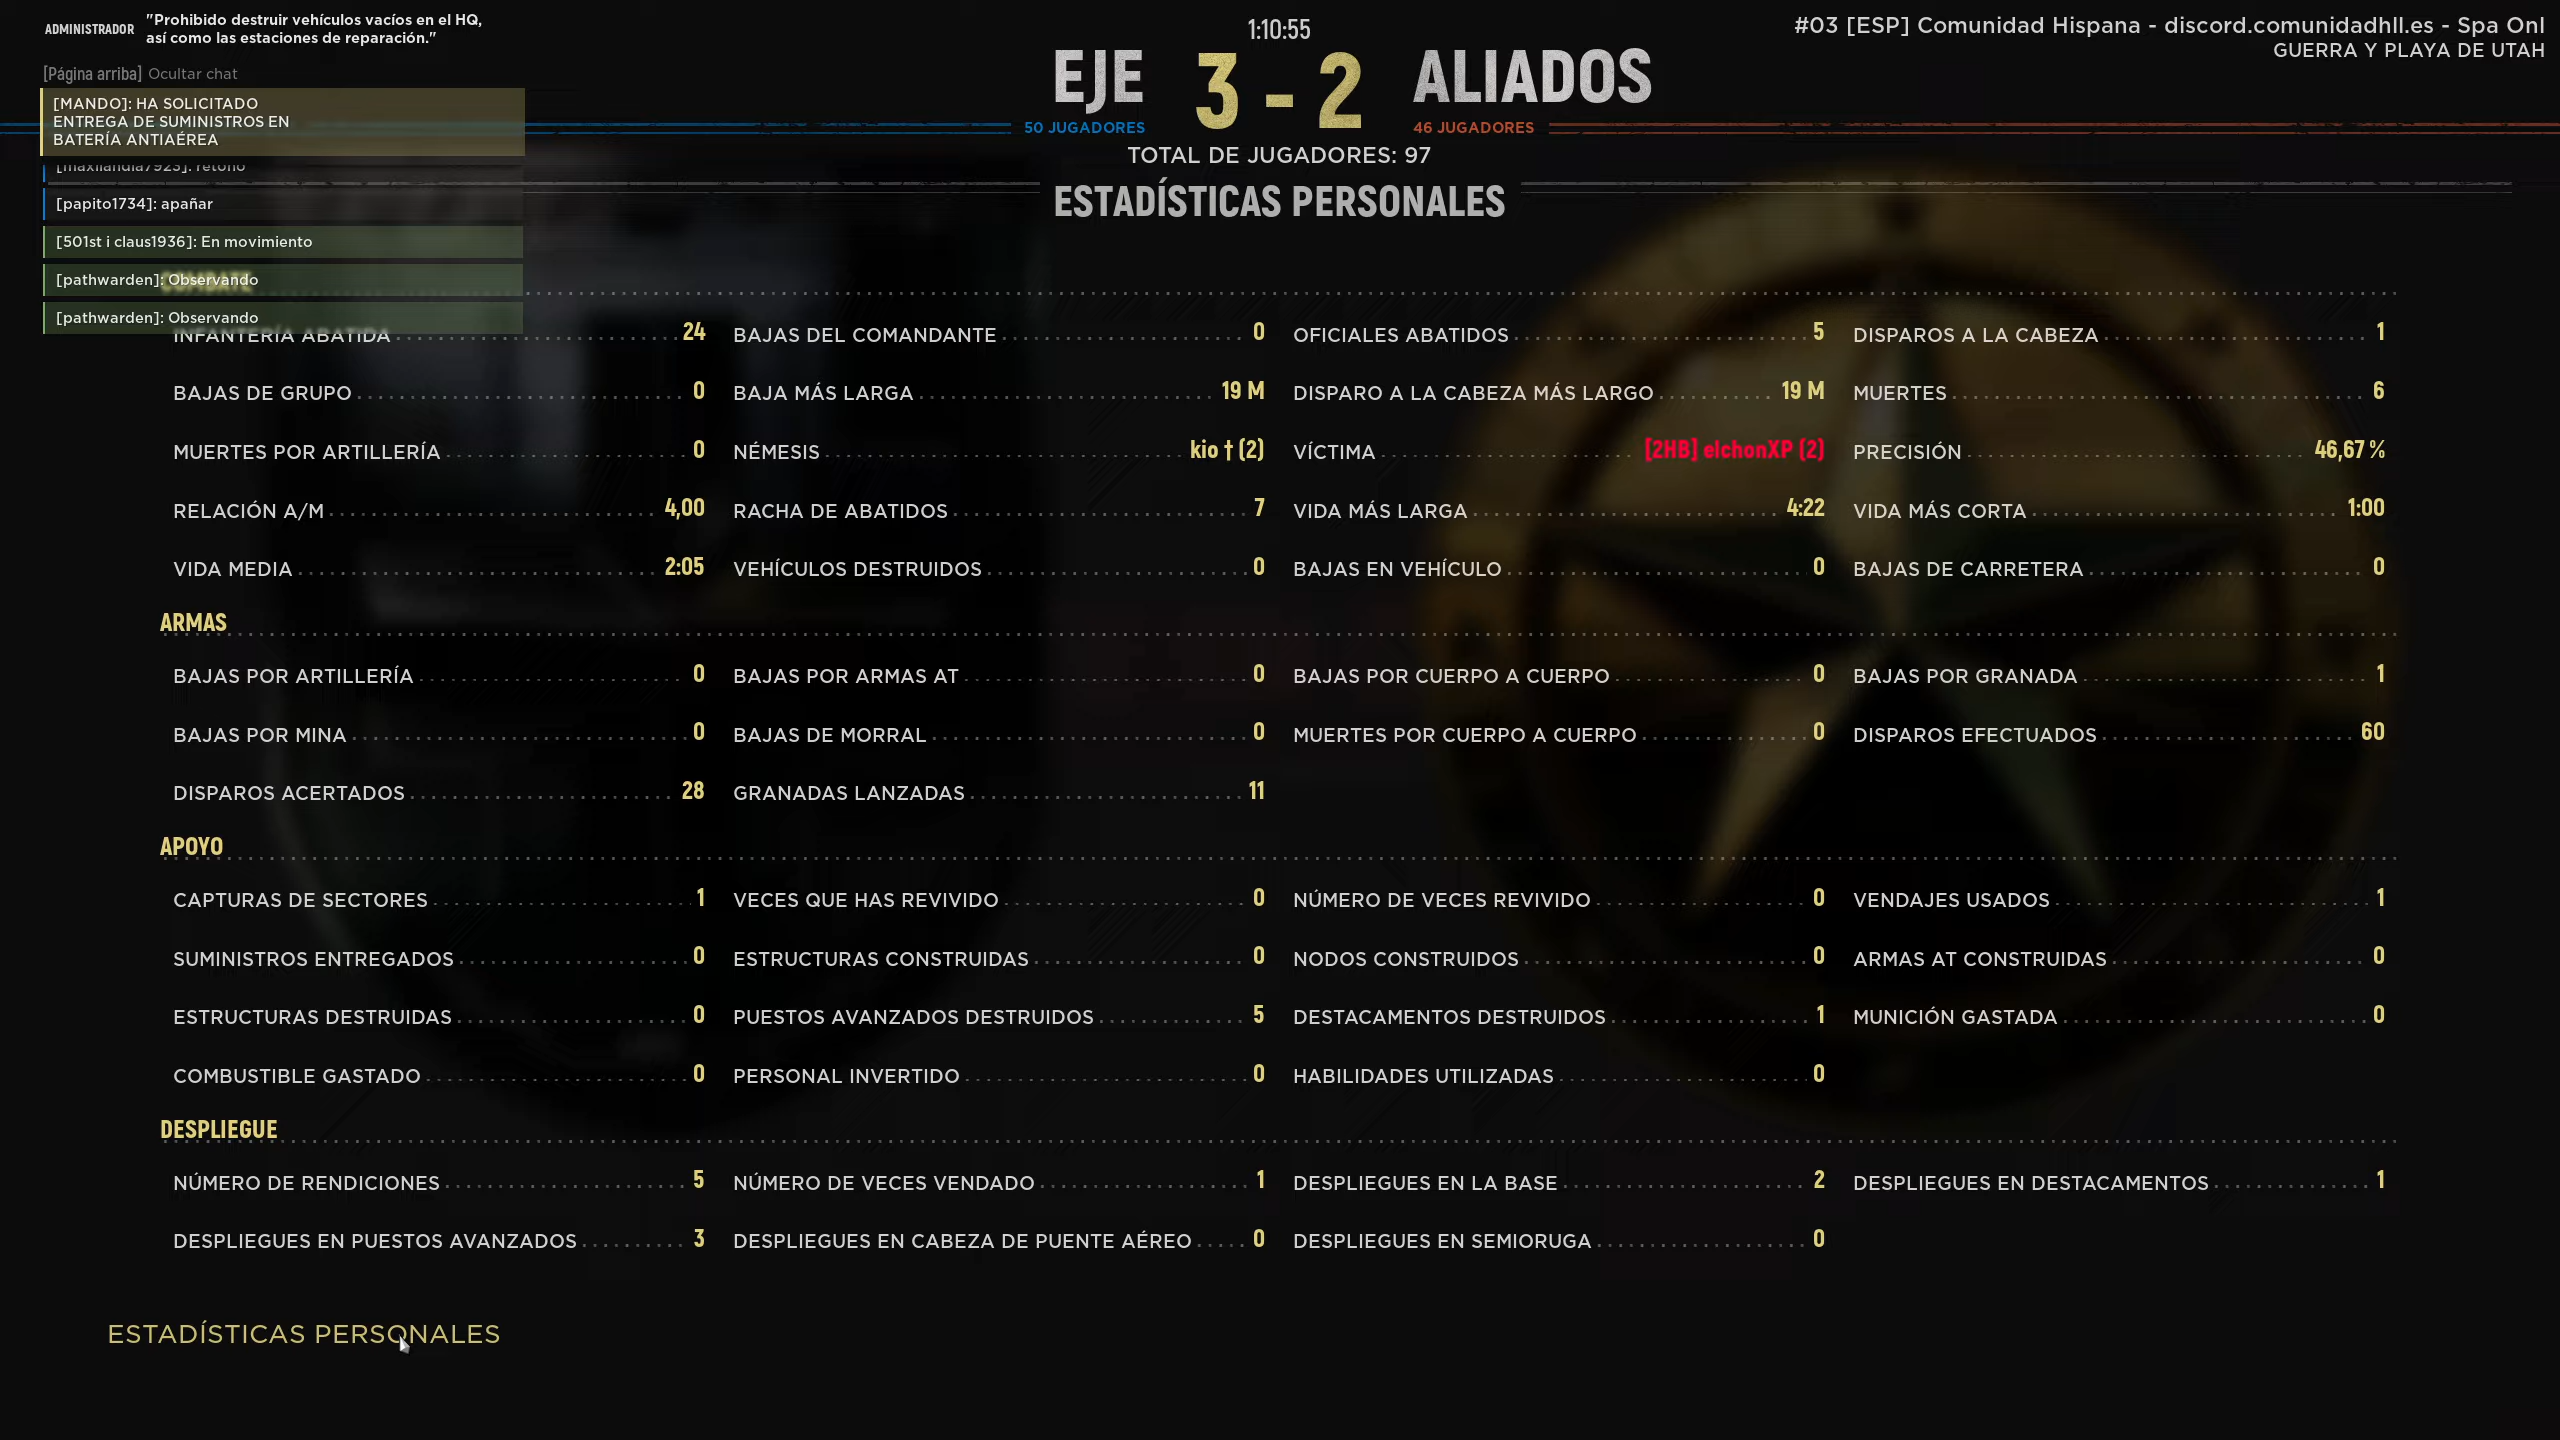 ADMINISTRADOR
"Prohibido destruir vehículos vacíos en el HQ,
así como las estaciones de reparación."
[Página arriba] Ocultar chat
[MANDO]: HA SOLICITADO
ENTREGA DE SUMINISTROS EN
BATERÍA ANTIAÉREA
[maxilandia7923]: retoño
[papito1734]: apañar
[501st i claus1936]: En movimiento
[pathwarden]: Observando
[pathwarden]: Observando
1:10:55
EJE 3 - 2 ALIADOS
50 JUGADORES 46 JUGADORES
TOTAL DE JUGADORES: 97
ESTADÍSTICAS PERSONALES
#03 [ESP] Comunidad Hispana - discord.comunidadhll.es - Spa Onl
GUERRA Y PLAYA DE UTAH
COMBATE
INFANTERÍA ABATIDA 24 BAJAS DEL COMANDANTE 0 OFICIALES ABATIDOS 5 DISPAROS A LA CABEZA 1
BAJAS DE GRUPO 0 BAJA MÁS LARGA 19 M DISPARO A LA CABEZA MÁS LARGO 19 M MUERTES 6
MUERTES POR ARTILLERÍA 0 NÉMESIS kio † (2) VÍCTIMA [2HB] elchonXP (2) PRECISIÓN 46,67 %
RELACIÓN A/M 4,00 RACHA DE ABATIDOS 7 VIDA MÁS LARGA 4:22 VIDA MÁS CORTA 1:00
VIDA MEDIA 2:05 VEHÍCULOS DESTRUIDOS 0 BAJAS EN VEHÍCULO 0 BAJAS DE CARRETERA 0
ARMAS
BAJAS POR ARTILLERÍA 0 BAJAS POR ARMAS AT 0 BAJAS POR CUERPO A CUERPO 0 BAJAS POR GRANADA 1
BAJAS POR MINA 0 BAJAS DE MORRAL 0 MUERTES POR CUERPO A CUERPO 0 DISPAROS EFECTUADOS 60
DISPAROS ACERTADOS 28 GRANADAS LANZADAS 11
APOYO
CAPTURAS DE SECTORES 1 VECES QUE HAS REVIVIDO 0 NÚMERO DE VECES REVIVIDO 0 VENDAJES USADOS 1
SUMINISTROS ENTREGADOS 0 ESTRUCTURAS CONSTRUIDAS 0 NODOS CONSTRUIDOS 0 ARMAS AT CONSTRUIDAS 0
ESTRUCTURAS DESTRUIDAS 0 PUESTOS AVANZADOS DESTRUIDOS 5 DESTACAMENTOS DESTRUIDOS 1 MUNICIÓN GASTADA 0
COMBUSTIBLE GASTADO 0 PERSONAL INVERTIDO 0 HABILIDADES UTILIZADAS 0
DESPLIEGUE
NÚMERO DE RENDICIONES 5 NÚMERO DE VECES VENDADO 1 DESPLIEGUES EN LA BASE 2 DESPLIEGUES EN DESTACAMENTOS 1
DESPLIEGUES EN PUESTOS AVANZADOS 3 DESPLIEGUES EN CABEZA DE PUENTE AÉREO 0 DESPLIEGUES EN SEMIORUGA 0
ESTADÍSTICAS PERSONALES